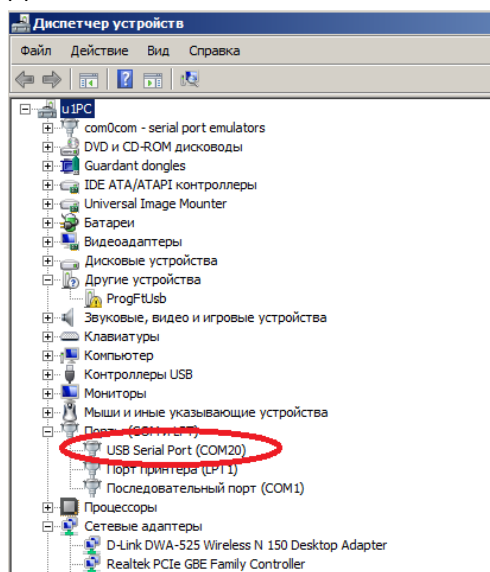 Диспетчер устройств
Файл Действие Вид Справка
u1PC
com0com - serial port emulators
DVD и CD-ROM дисководы
Guardant dongles
IDE ATA/ATAPI контроллеры
Universal Image Mounter
Батареи
Видеоадаптеры
Дисковые устройства
Другие устройства
ProgFtUsb
Звуковые, видео и игровые устройства
Клавиатуры
Компьютер
Контроллеры USB
Мониторы
Мыши и иные указывающие устройства
Порты (COM и LPT)
USB Serial Port (COM20)
Порт принтера (LPT1)
Последовательный порт (COM1)
Процессоры
Сетевые адаптеры
D-Link DWA-525 Wireless N 150 Desktop Adapter
Realtek PCIe GBE Family Controller